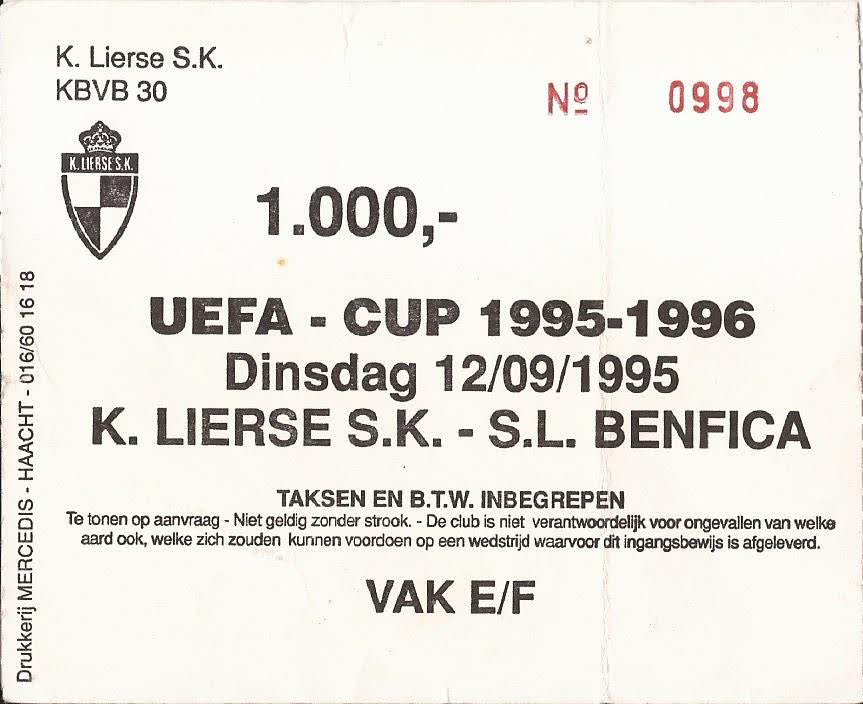 K. Lierse S.K.
KBVB 30
Nº 0998
K. LIERSE S.K.
1.000,-
UEFA - CUP 1995-1996
Dinsdag 12/09/1995
K. LIERSE S.K. - S.L. BENFICA
TAKSEN EN B.T.W. INBEGREPEN
Te tonen op aanvraag - Niet geldig zonder strook. - De club is niet verantwoordelijk voor ongevallen van welke
aard ook, welke zich zouden kunnen voordoen op een wedstrijd waarvoor dit ingangsbewijs is afgeleverd.
VAK E/F
Drukkerij MERCEDIS - HAACHT - 016/60 16 18